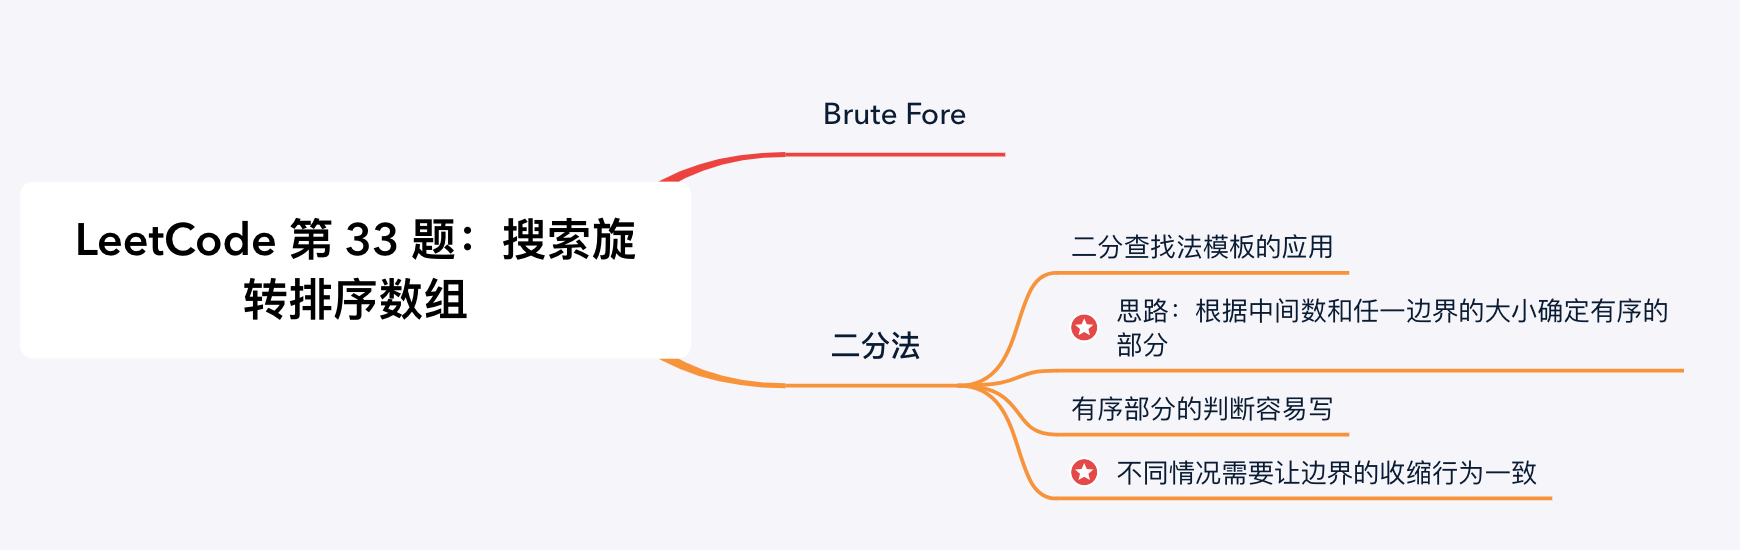 Brute Fore
LeetCode 第 33 题：搜索旋
转排序数组
二分法
二分查找法模板的应用
思路：根据中间数和任一边界的大小确定有序的
部分
有序部分的判断容易写
不同情况需要让边界的收缩行为一致